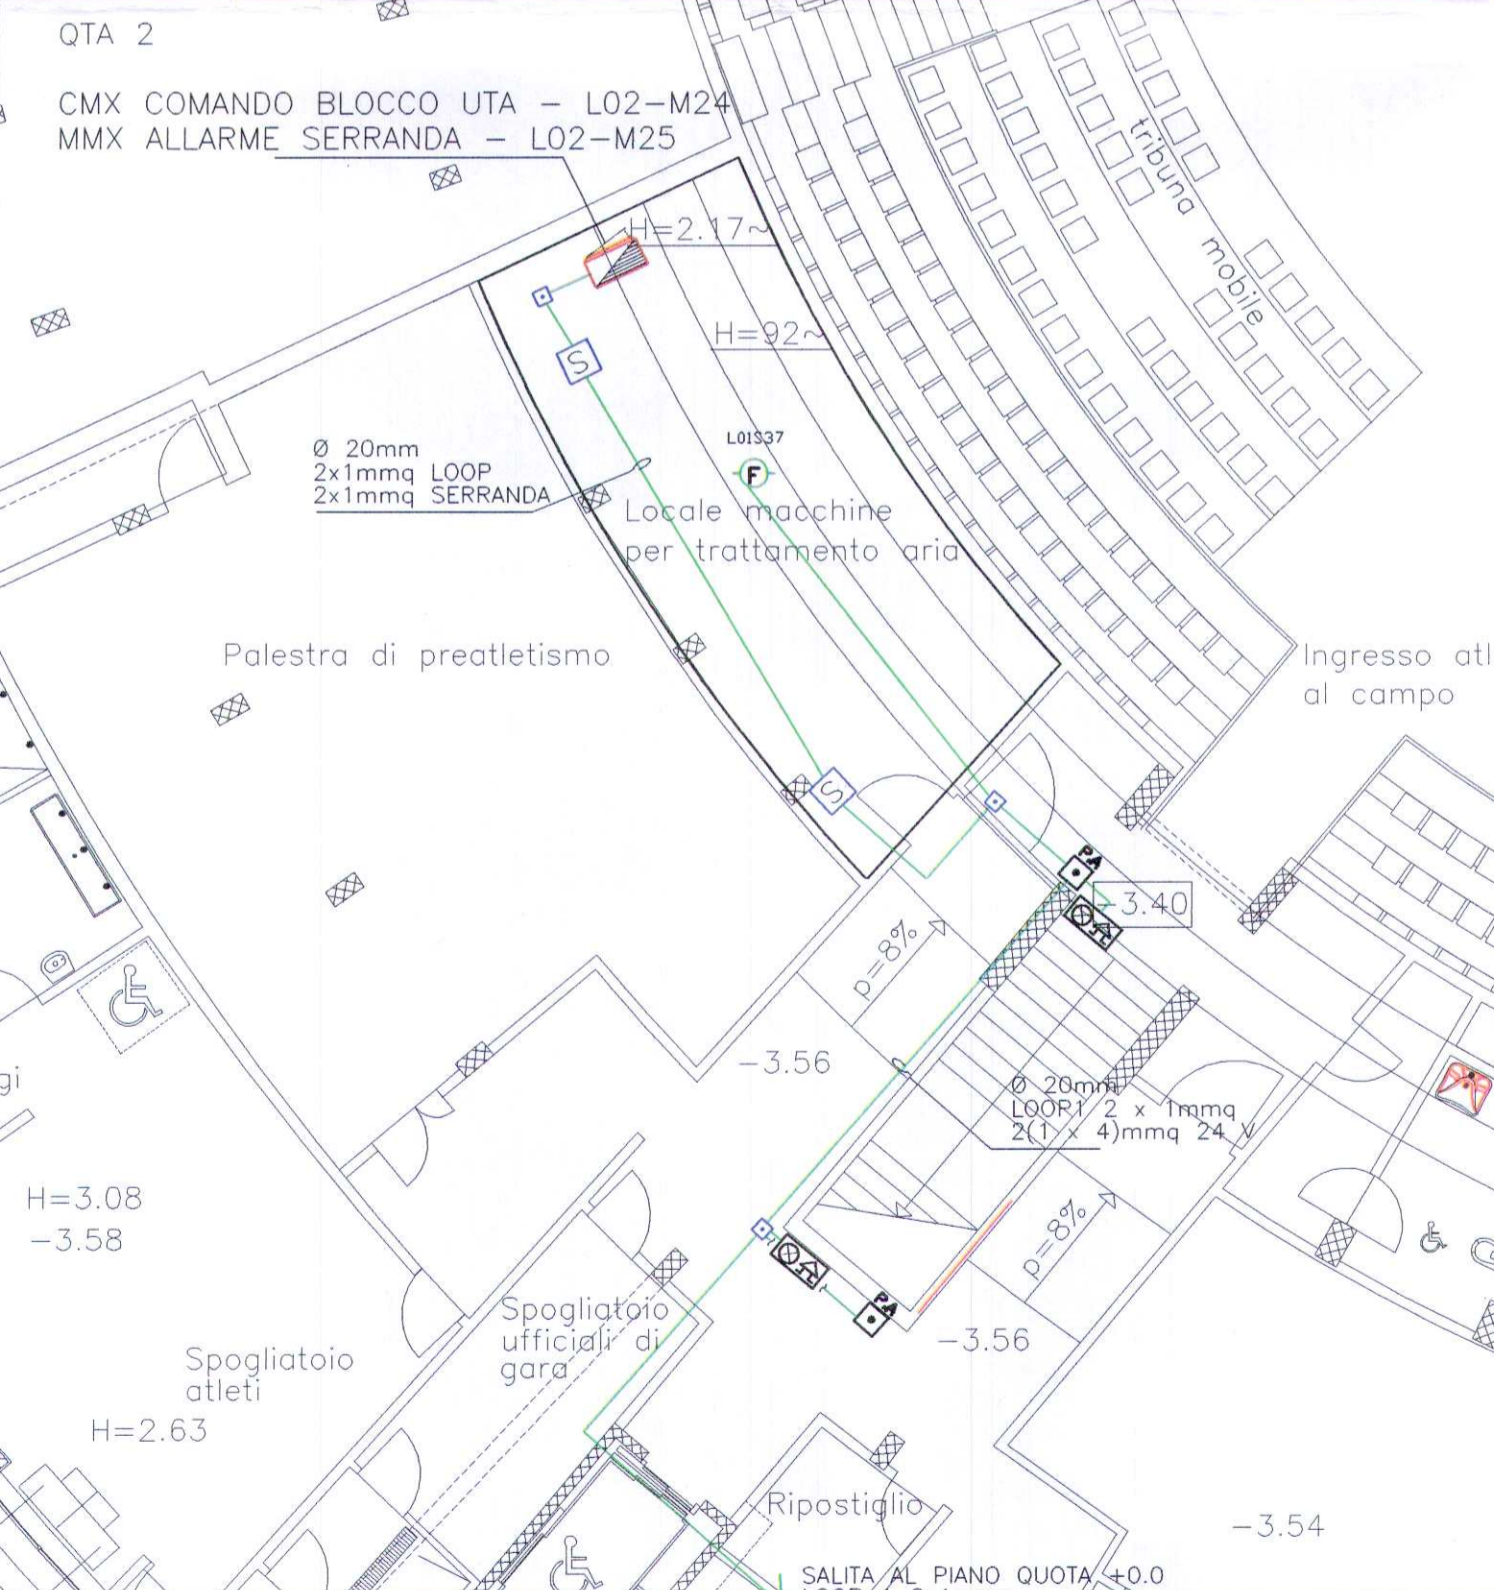 QTA 2
CMX COMANDO BLOCCO UTA - L02-M24
MMX ALLARME SERRANDA - L02-M25
tribuna mobile
H=2.17~
H=92~
S
L01S37
F
Ø 20mm
2x1mmq LOOP
2x1mmq SERRANDA
Locale macchine
per trattamento aria
Palestra di preatletismo
Ingresso atl
al campo
S
PA
-3.40
p=8%
-3.56
gi
Ø 20mm
LOOP1 2 x 1mmq
2(1 x 4)mmq 24 V
H=3.08
-3.58
p=8%
PA
Spogliatoio
ufficiali di
gara
-3.56
Spogliatoio
atleti
H=2.63
Ripostiglio
-3.54
SALITA AL PIANO QUOTA +0.0